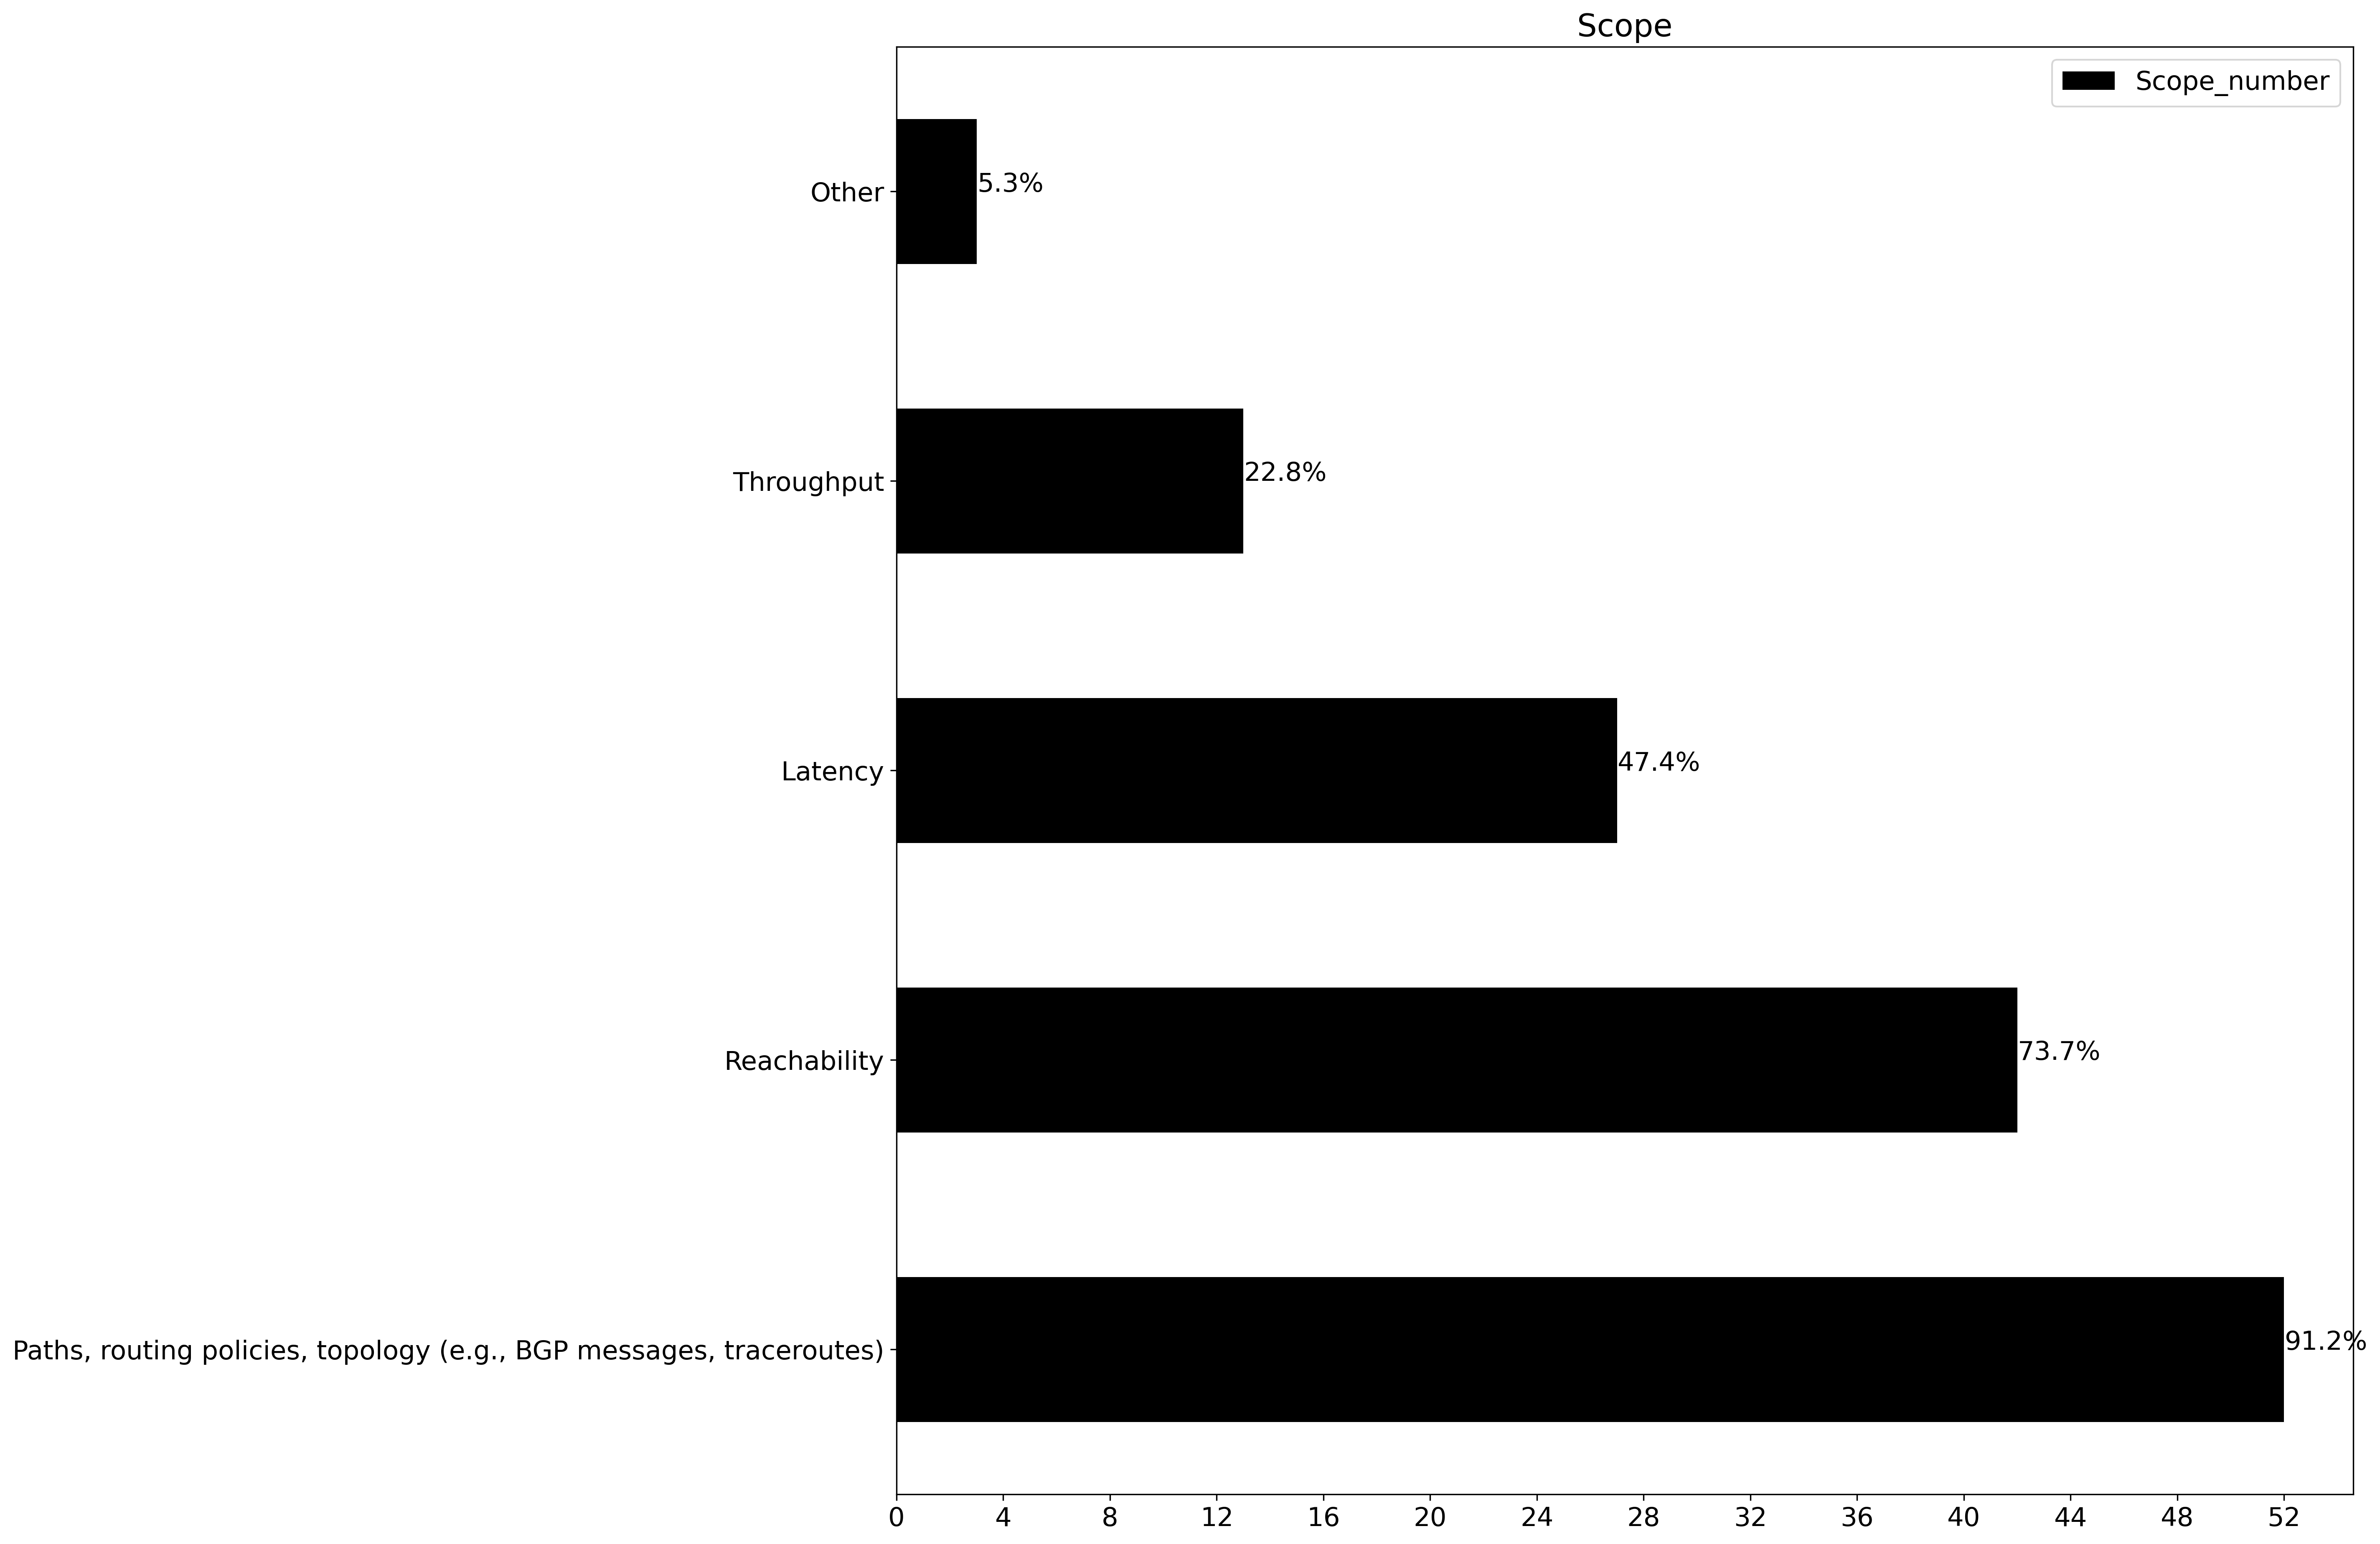 Scope
Scope_number
Other
5.3%
Throughput
22.8%
Latency
47.4%
Reachability
73.7%
Paths, routing policies, topology (e.g., BGP messages, traceroutes)
91.2%
0 4 8 12 16 20 24 28 32 36 40 44 48 52